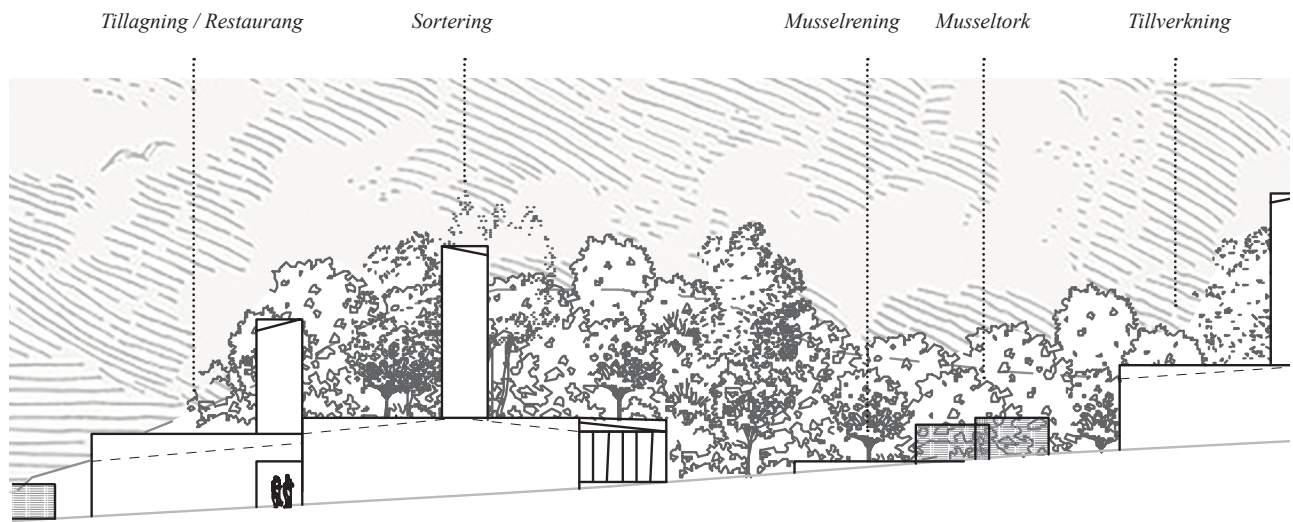 Tillagning / Restaurang
Sortering
Musselrening
Musseltork
Tillverkning